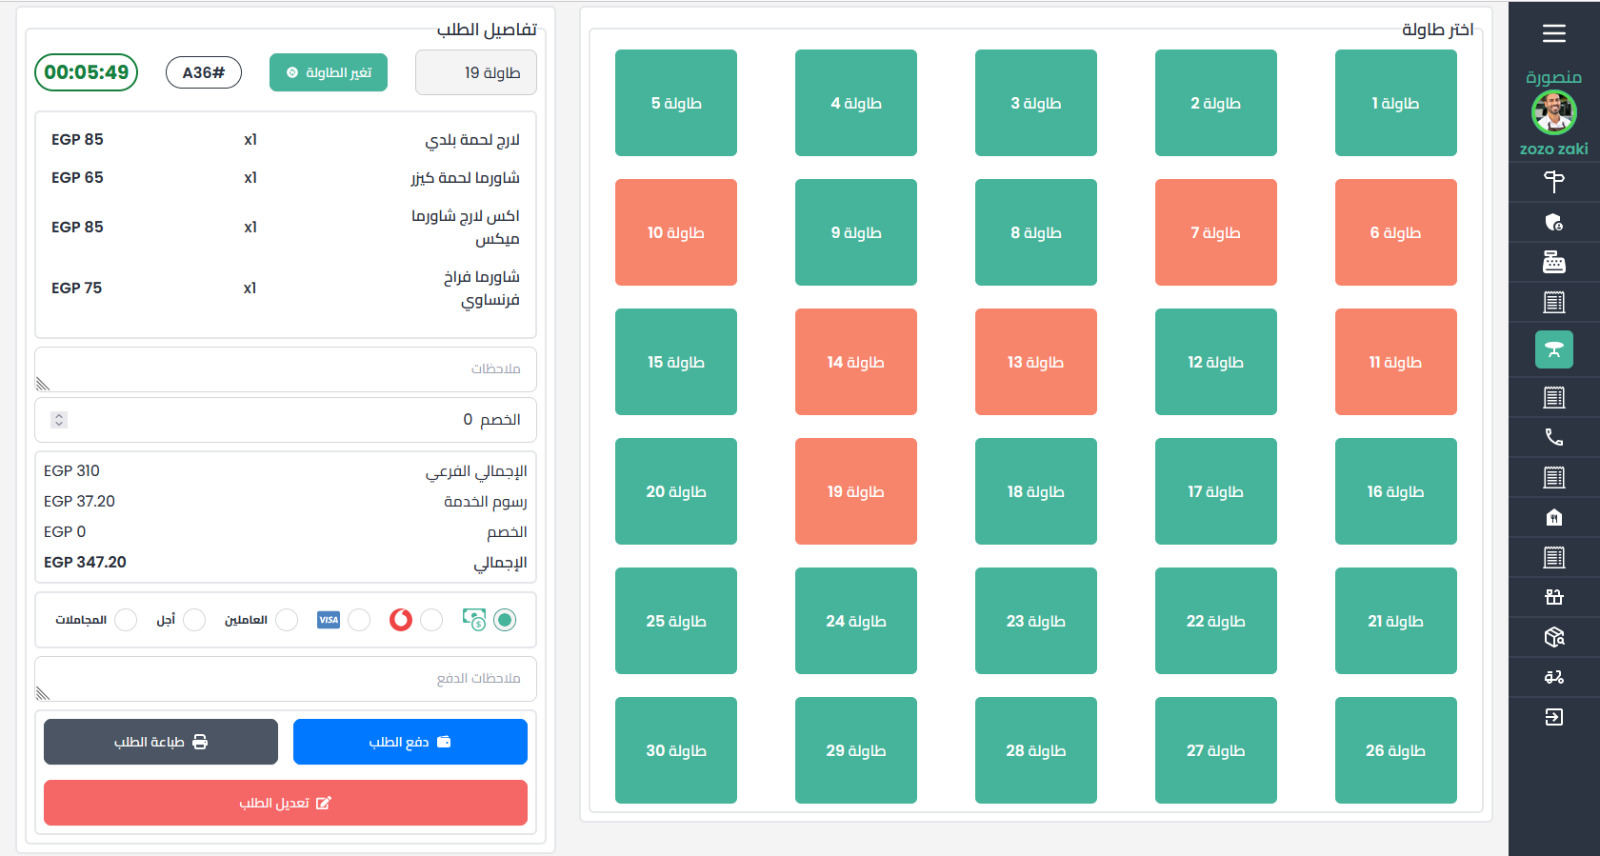 منصورة
zozo zaki
اختر طاولة
طاولة 1
طاولة 2
طاولة 3
طاولة 4
طاولة 5
طاولة 6
طاولة 7
طاولة 8
طاولة 9
طاولة 10
طاولة 11
طاولة 12
طاولة 13
طاولة 14
طاولة 15
طاولة 16
طاولة 17
طاولة 18
طاولة 19
طاولة 20
طاولة 21
طاولة 22
طاولة 23
طاولة 24
طاولة 25
طاولة 26
طاولة 27
طاولة 28
طاولة 29
طاولة 30
تفاصيل الطلب
طاولة 19
تغير الطاولة
A36#
00:05:49
لارج لحمة بلدي x1 EGP 85
شاورما لحمة كيزر x1 EGP 65
اكس لارج شاورما
ميكس x1 EGP 85
شاورما فراخ
فرنساوي x1 EGP 75
ملاحظات
الخصم 0
الإجمالي الفرعي EGP 310
رسوم الخدمة EGP 37.20
الخصم EGP 0
الإجمالي EGP 347.20
VISA العاملين أجل المجاملات
ملاحظات الدفع
دفع الطلب
طباعة الطلب
تعديل الطلب